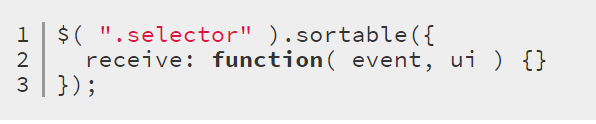 1 $( ".selector" ).sortable({
2   receive: function( event, ui ) {}
3 });